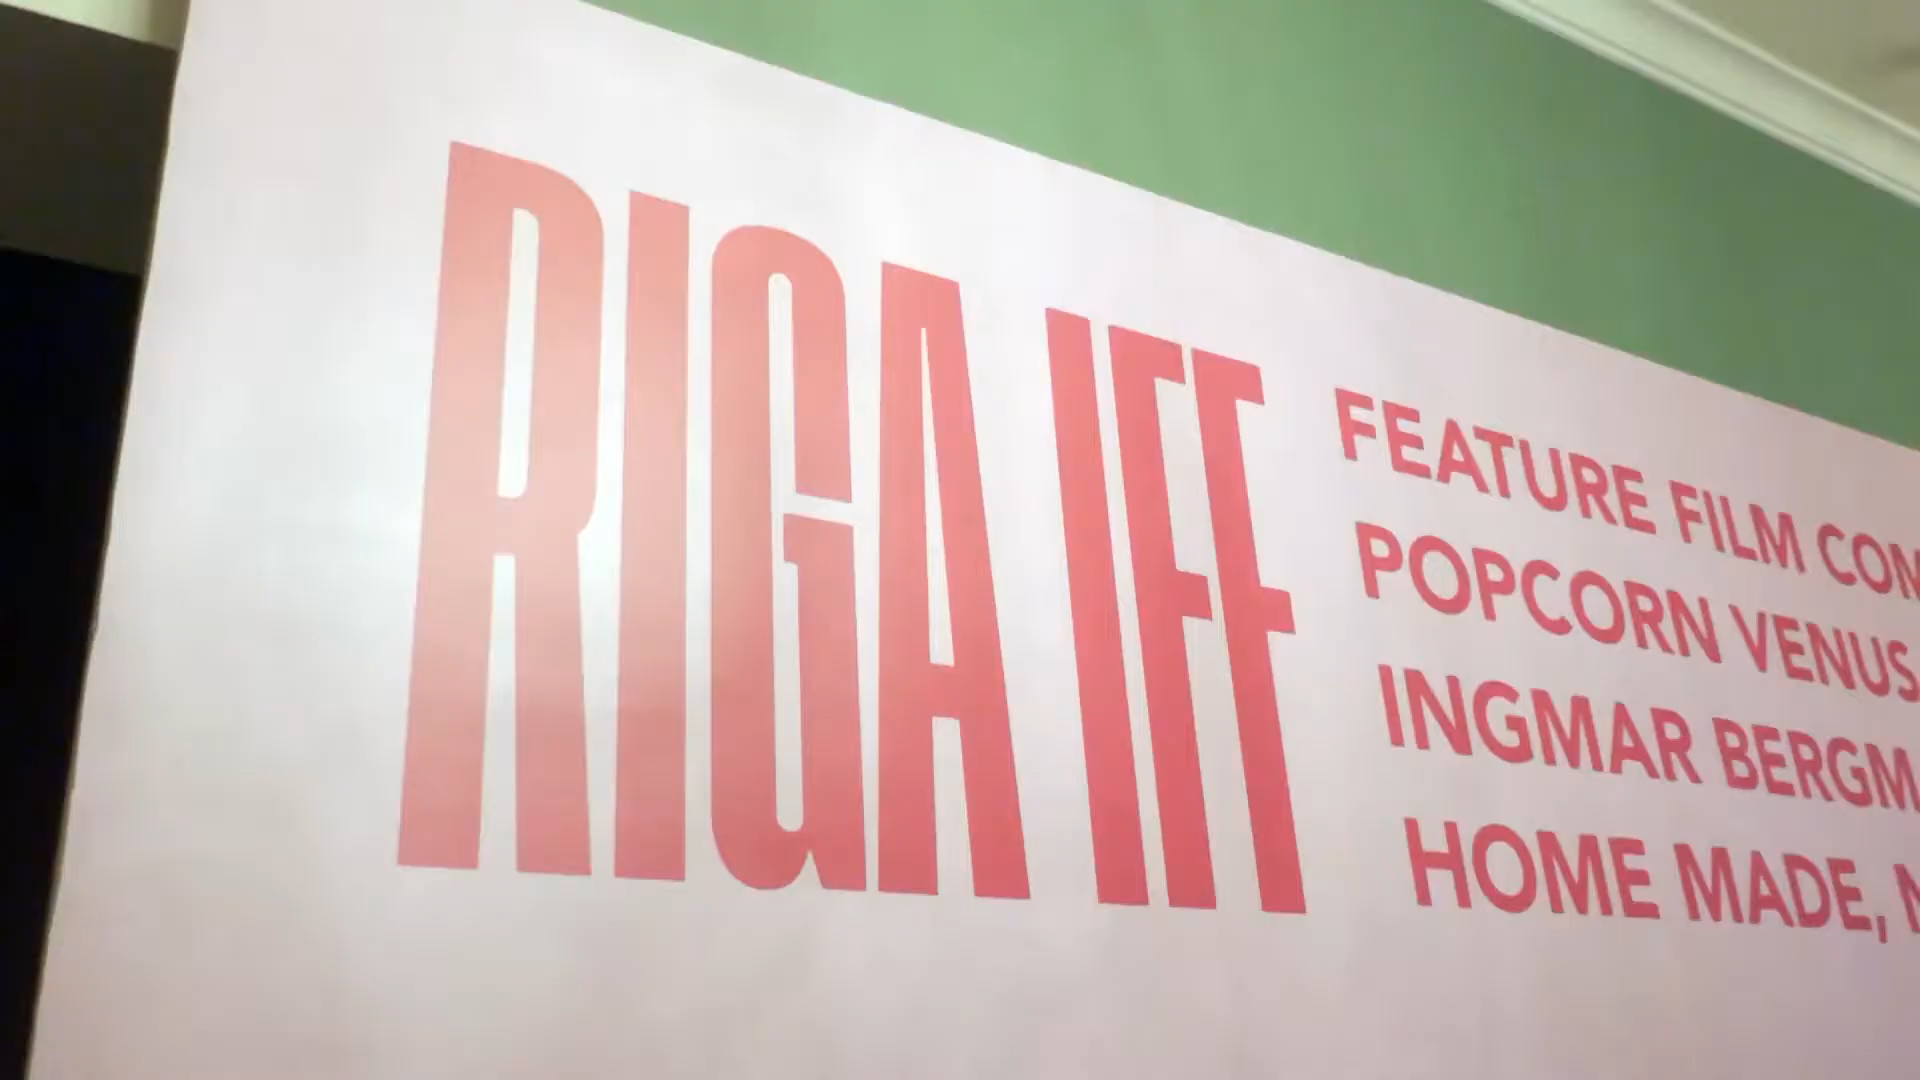 RIGA IFF
FEATURE FILM
POPCORN VENUS
INGMAR
HOME MADE,